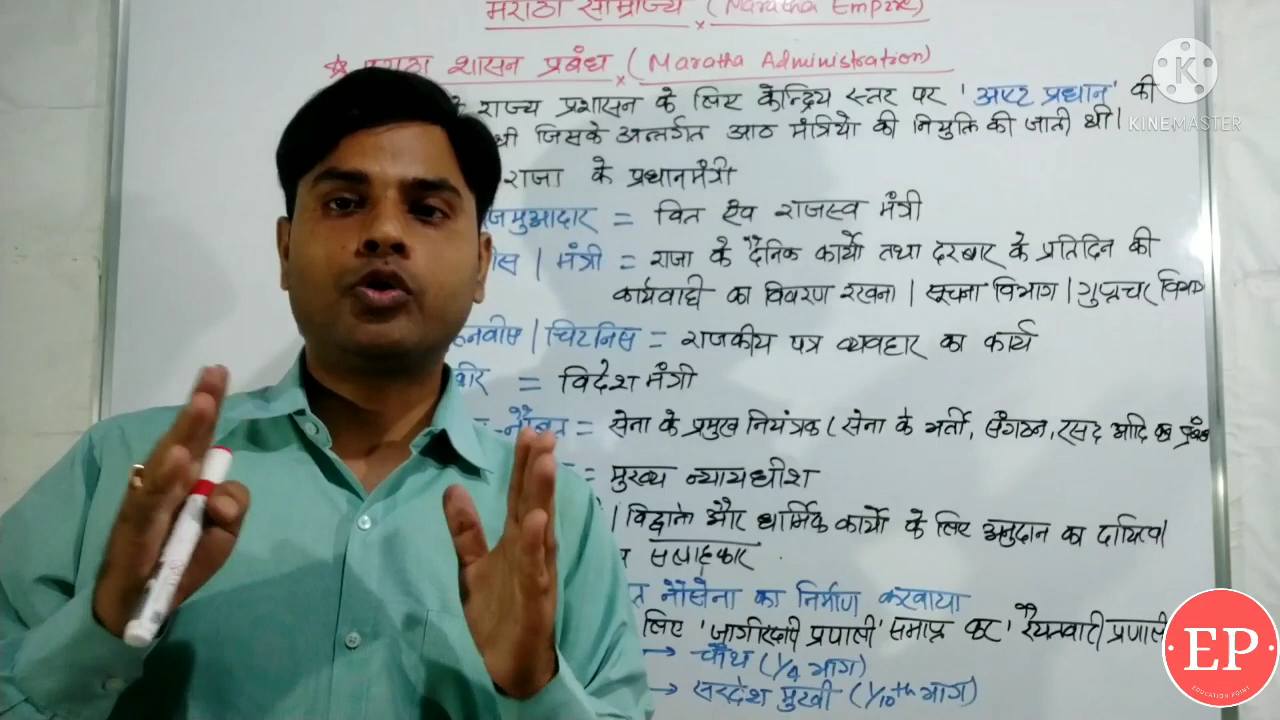 मराठा साम्राज्य (Maratha Empire)
शासन प्रबंध (Maratha Administration)
राज्य प्रशासन के लिए केन्द्रिय स्तर पर 'अष्ट प्रधान' की
थी जिसके अन्तर्गत आठ मंत्रियो की नियुक्ति की जाती थी।
राजा के प्रधानमंत्री
= वित एवं राजस्व मंत्री
| मंत्री = राजा के दैनिक कार्यो तथा दरबार के प्रतिदिन की
कार्यवाही का विवरण रखना | सूचना विभाग | गुप्तचर
| चिटनिस = राजकीय पत्र व्यवहार का कार्य
= विदेश मंत्री
= सेना के प्रमुख नियंत्रक ( सेना के भर्ती, संगठन, रसद आदि का
= मुख्य न्यायधीश
और धार्मिक कार्यो के लिए अनुदान का दायित्व।
सलाहकार
नौसेना का निर्माण करवाया
लिए 'जागीरदारी प्रणाली' समाप्त कर 'रैयतवाड़ी प्रणाली
→ चौथ (1/4 भाग)
→ सरदेश मुखी (1/10th भाग)
KINEMASTER
EP
EDUCATION POINT